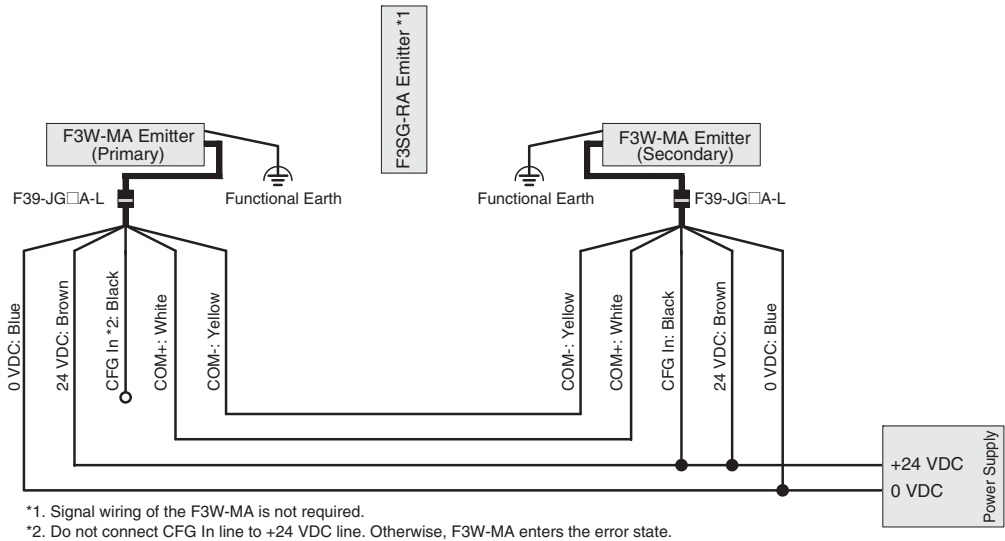 F3SG-RA Emitter *1
F3W-MA Emitter
(Primary)
F3W-MA Emitter
(Secondary)
F39-JG□A-L
Functional Earth
Functional Earth
F39-JG□A-L
0 VDC: Blue
24 VDC: Brown
CFG In *2: Black
COM+: White
COM-: Yellow
COM-: Yellow
COM+: White
CFG In: Black
24 VDC: Brown
0 VDC: Blue
+24 VDC
0 VDC
Power Supply
*1. Signal wiring of the F3W-MA is not required.
*2. Do not connect CFG In line to +24 VDC line. Otherwise, F3W-MA enters the error state.